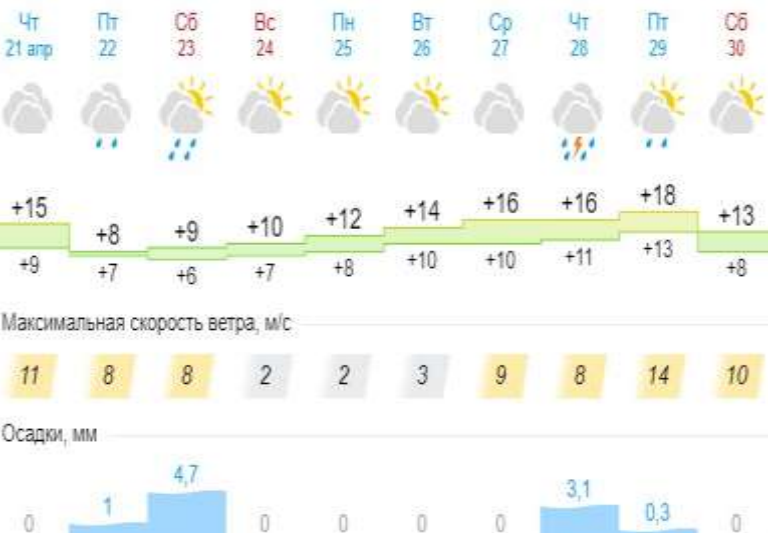 Чт Пт Сб Вс Пн Вт Ср Чт Пт Сб
21 апр 22 23 24 25 26 27 28 29 30
+15 +8 +9 +10 +12 +14 +16 +16 +18 +13
+9 +7 +6 +7 +8 +10 +10 +11 +13 +8
Максимальная скорость ветра, м/с
11 8 8 2 2 3 9 8 14 10
Осадки, мм
0 1 4,7 0 0 0 0 3,1 0,3 0